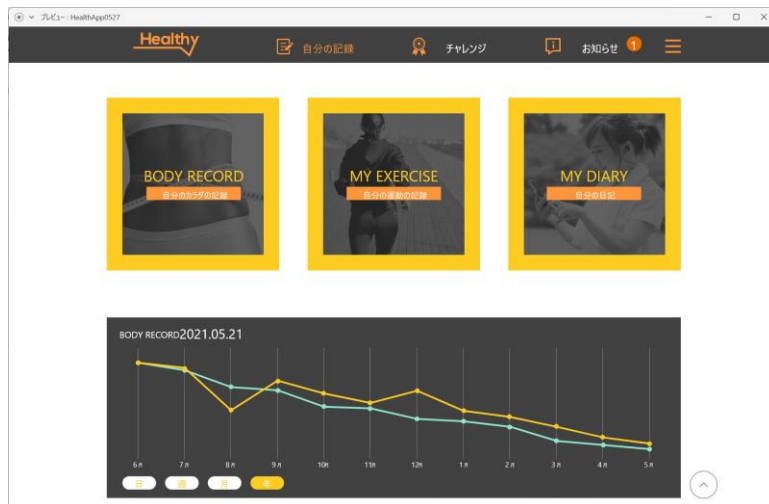 プレビュー : HealthApp0527
Healthy
自分の記録
チャレンジ
お知らせ
1
BODY RECORD
自分のカラダの記録
MY EXERCISE
自分の運動の記録
MY DIARY
自分の日記
BODY RECORD 2021.05.21
6月 7月 8月 9月 10月 11月 12月 1月 2月 3月 4月 5月
日 週 月 年